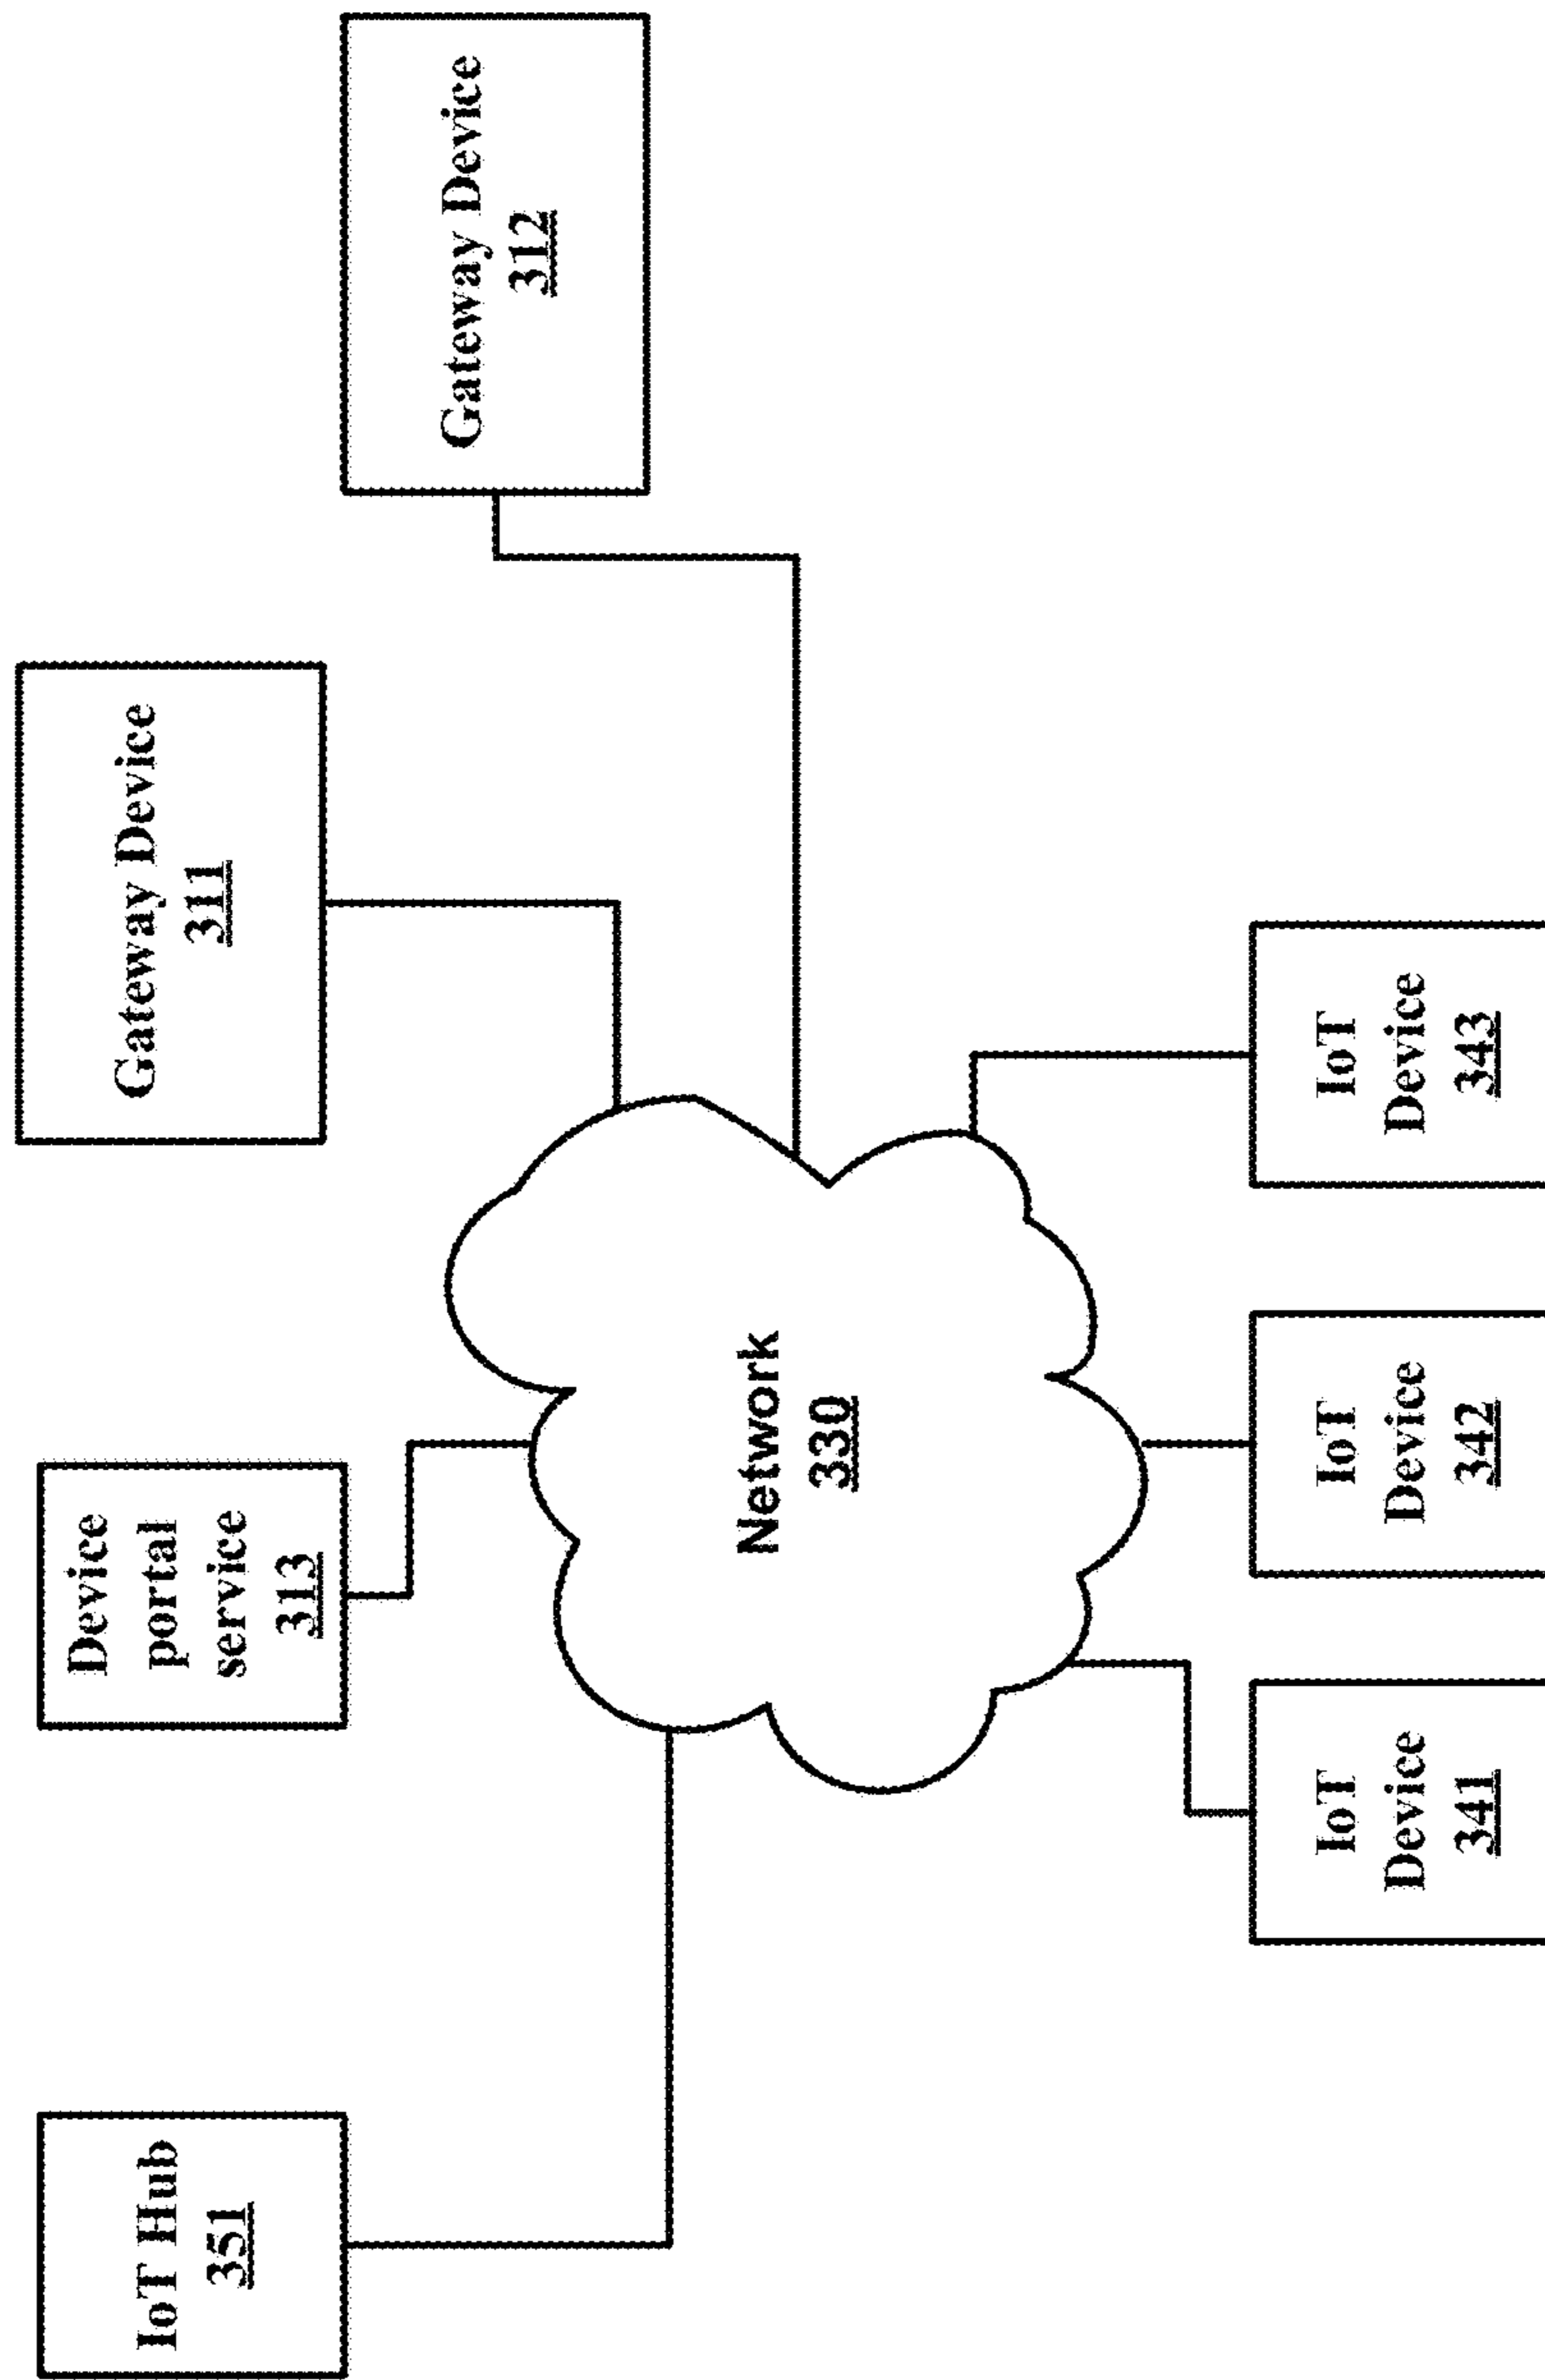 IoT Hub
351
Device
portal
service
313
Gateway Device
311
Gateway Device
312
Network
330
IoT
Device
341
IoT
Device
342
IoT
Device
343